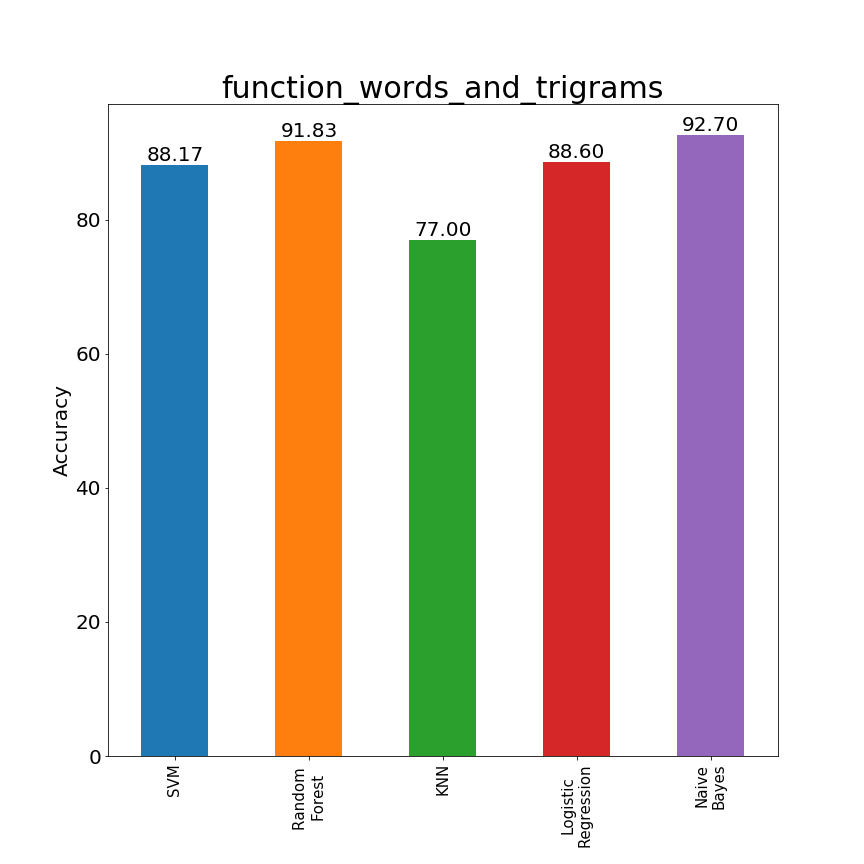 function_words_and_trigrams
88.17
91.83
77.00
88.60
92.70
Accuracy
80
60
40
20
0
SVM
Random
Forest
KNN
Logistic
Regression
Naive
Bayes